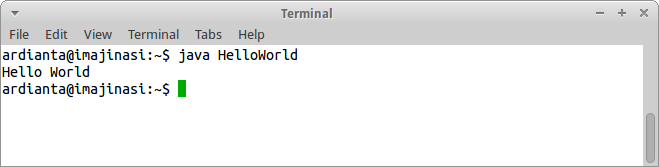 Terminal
File Edit View Terminal Tabs Help
ardianta@imajinasi:~$ java HelloWorld
Hello World
ardianta@imajinasi:~$